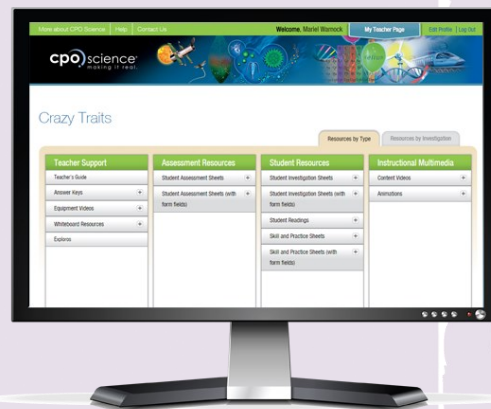 More about CPO Science | Help | Contact Us
Welcome, Mariel Warnock
My Teacher Page
Edit Profile | Log Out
cpo science
making it real.
Crazy Traits
Resources by Type
Resources by Investigation
Teacher Support
Teacher's Guide
Answer Keys +
Equipment Videos +
Whiteboard Resources +
Exploros
Assessment Resources
Student Assessment Sheets +
Student Assessment Sheets (with +
form fields)
Student Resources
Student Investigation Sheets +
Student Investigation Sheets (with +
form fields)
Student Readings +
Skill and Practice Sheets +
Skill and Practice Sheets (with +
form fields)
Instructional Multimedia
Content Videos +
Animations +